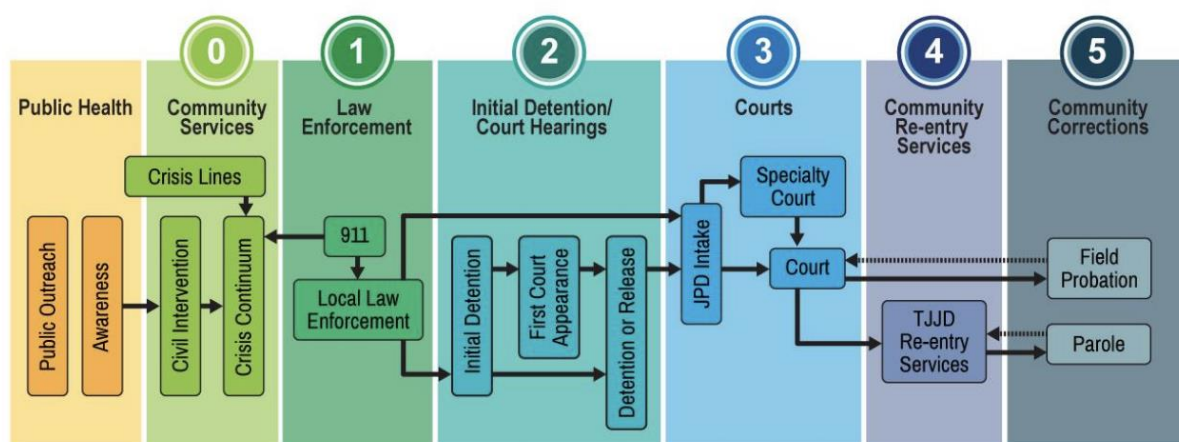 0
1
2
3
4
5
Public Health
Community
Services
Law
Enforcement
Initial Detention/
Court Hearings
Courts
Community
Re-entry
Services
Community
Corrections
Public Outreach
Awareness
Crisis Lines
Civil Intervention
Crisis Continuum
911
Local Law
Enforcement
Initial Detention
First Court
Appearance
Detention or Release
JPD Intake
Specialty
Court
Court
TJJD
Re-entry
Services
Field
Probation
Parole